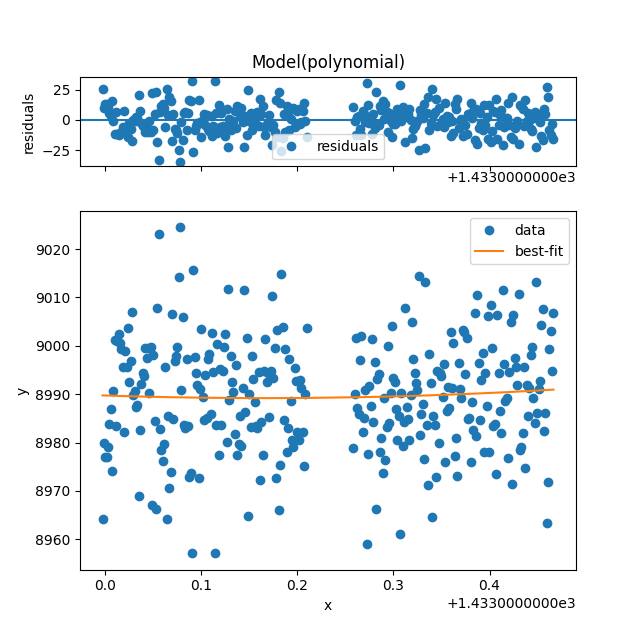 Model(polynomial)
25
0
−25
residuals
residuals
+1.4330000000e3
9020
9010
9000
8990
8980
8970
8960
y
data
best-fit
0.0 0.1 0.2 0.3 0.4
x
+1.4330000000e3